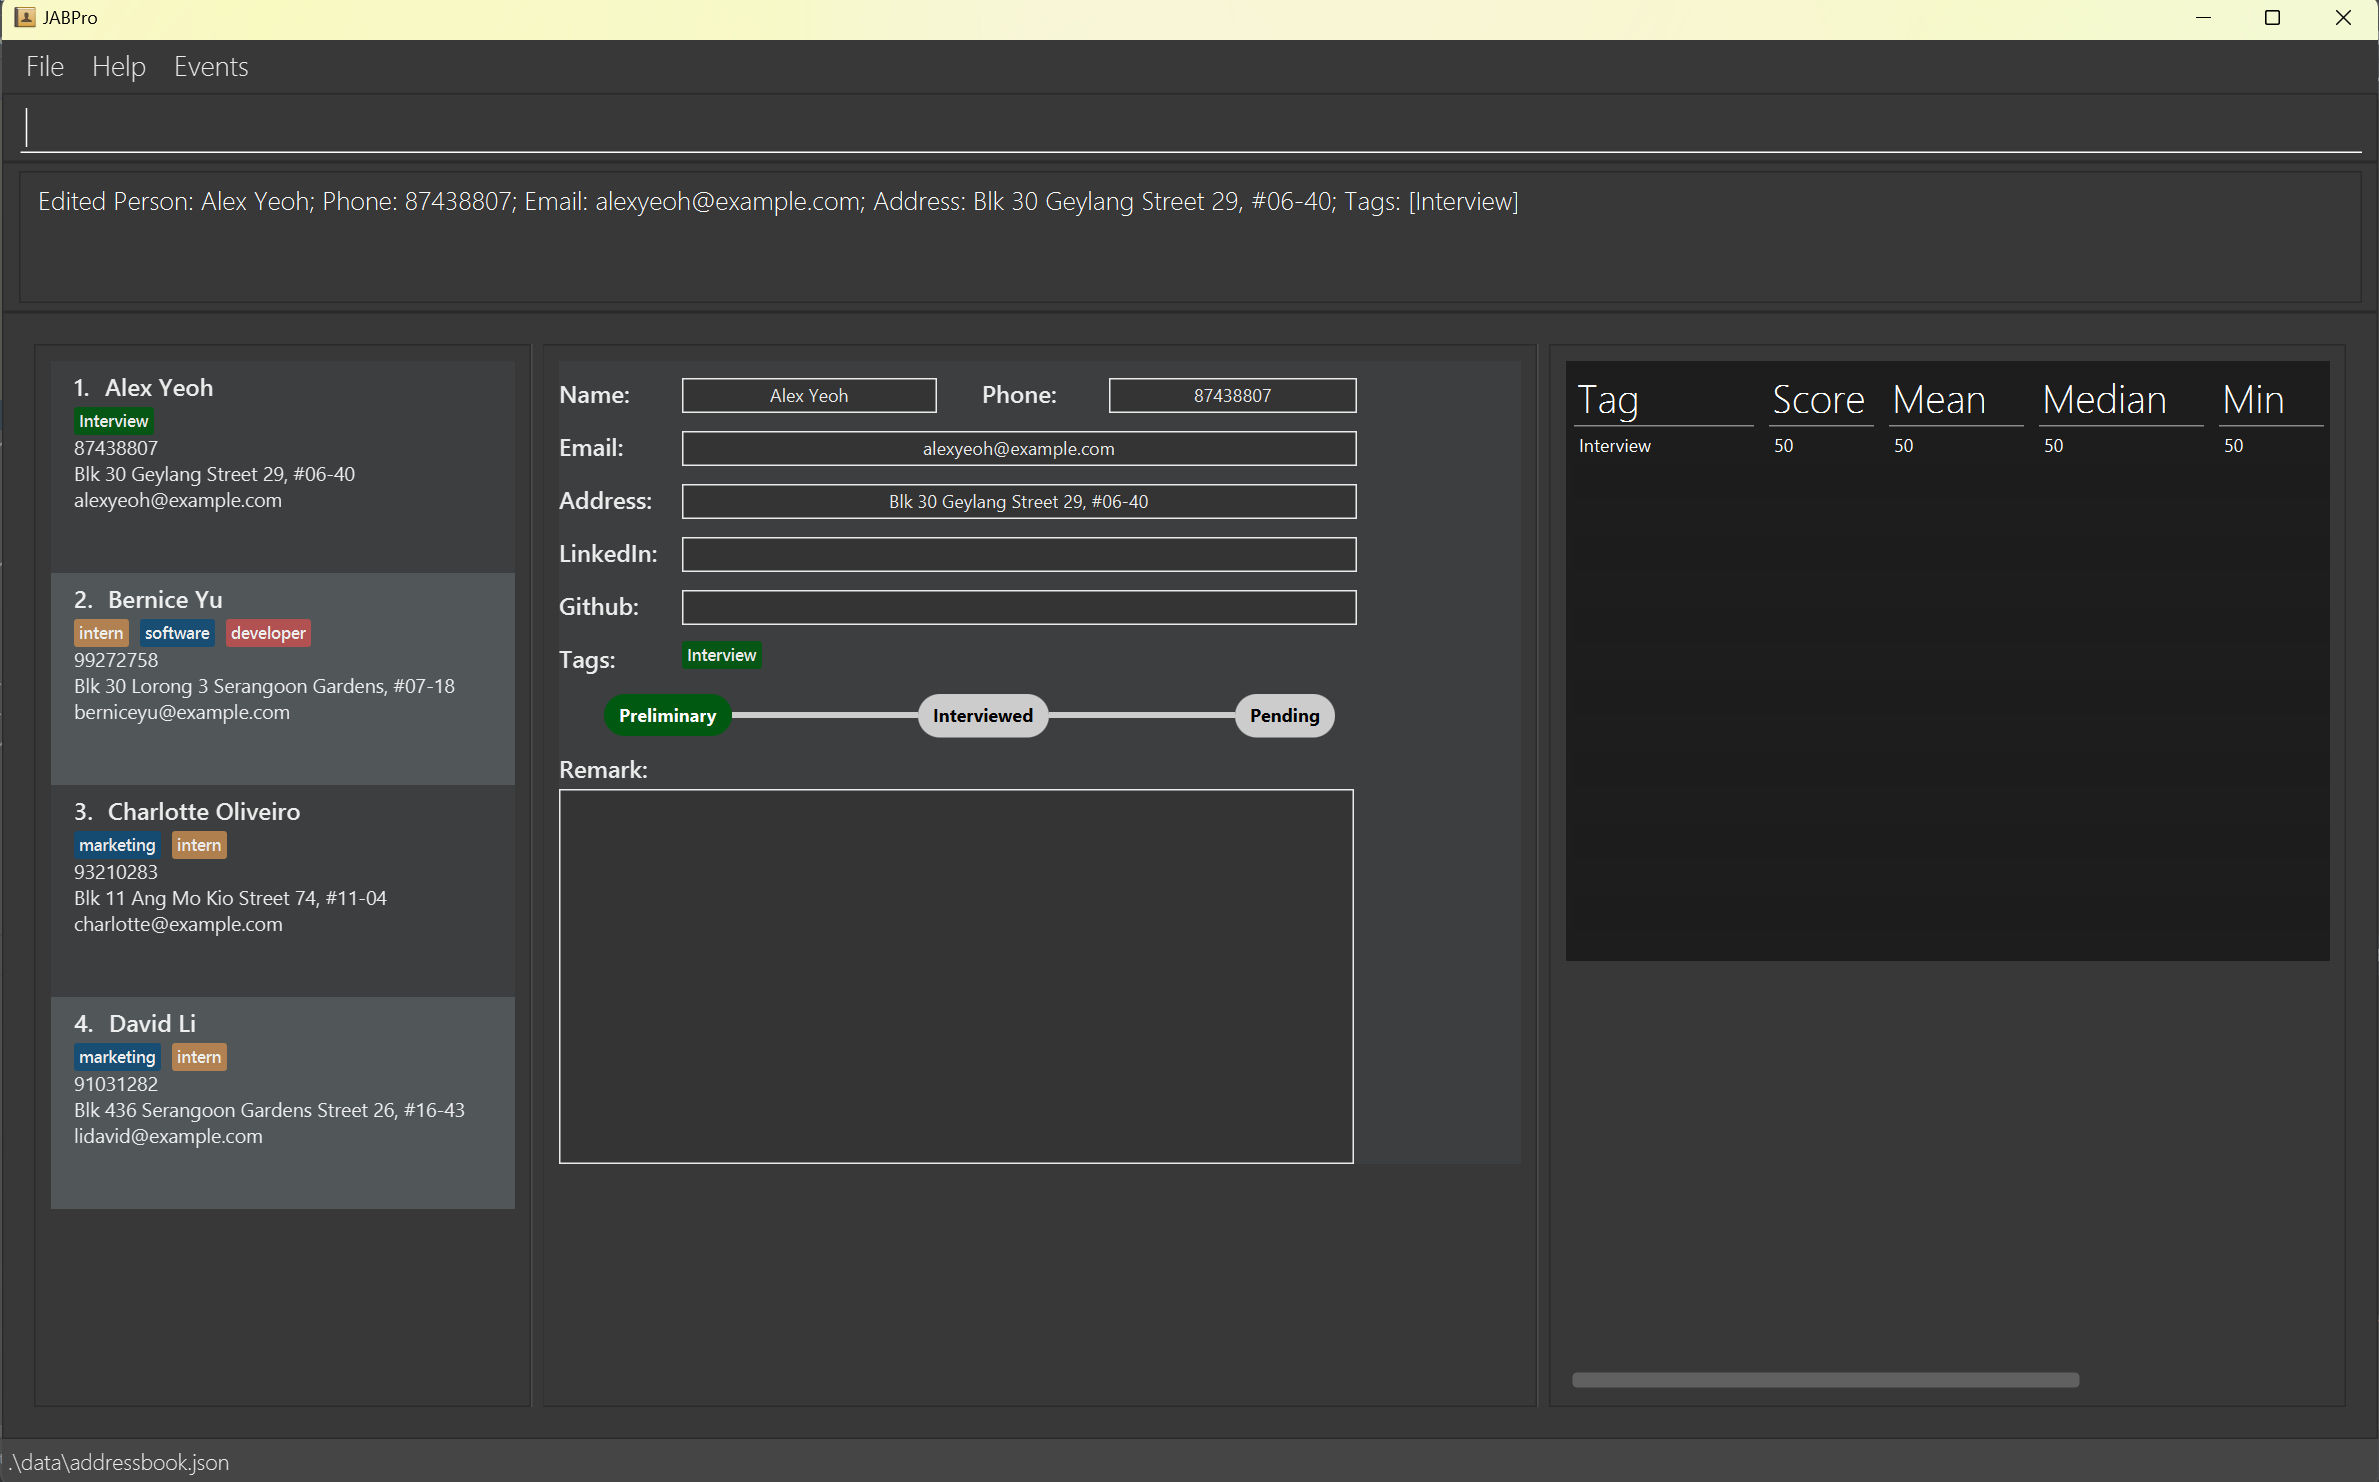 JABPro
File Help Events
Edited Person: Alex Yeoh; Phone: 87438807; Email: alexyeoh@example.com; Address: Blk 30 Geylang Street 29, #06-40; Tags: [Interview]
1. Alex Yeoh
Interview
87438807
Blk 30 Geylang Street 29, #06-40
alexyeoh@example.com
2. Bernice Yu
intern software developer
99272758
Blk 30 Lorong 3 Serangoon Gardens, #07-18
berniceyu@example.com
3. Charlotte Oliveiro
marketing intern
93210283
Blk 11 Ang Mo Kio Street 74, #11-04
charlotte@example.com
4. David Li
marketing intern
91031282
Blk 436 Serangoon Gardens Street 26, #16-43
lidavid@example.com
Name: Alex Yeoh Phone: 87438807
Email: alexyeoh@example.com
Address: Blk 30 Geylang Street 29, #06-40
LinkedIn:
Github:
Tags: Interview
Preliminary Interviewed Pending
Remark:
Tag Score Mean Median Min
Interview 50 50 50 50
.\data\addressbook.json